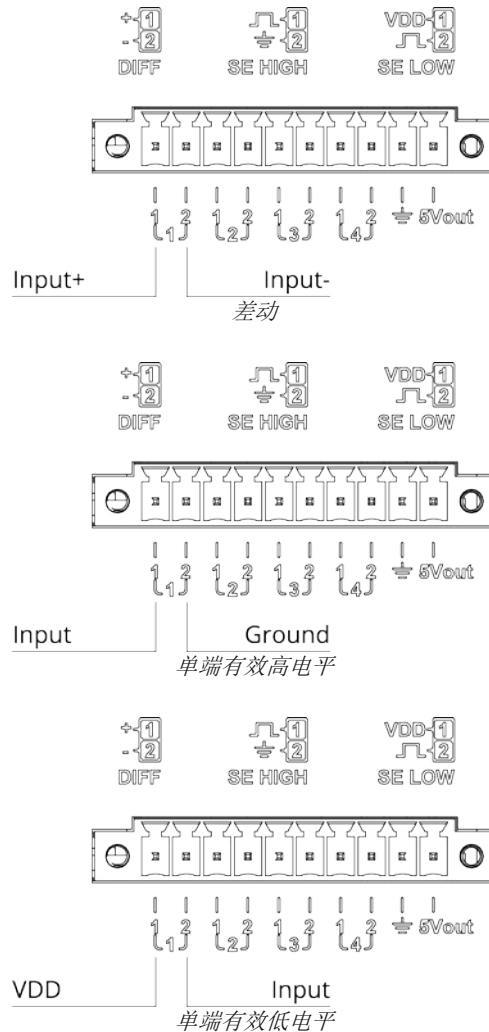 + 1 1 VDD 1
- 2 2 2
DIFF SE HIGH SE LOW
1 2 1 2 1 2 1 2 5Vout
1 2 3 4
Input+ Input-
差动
+ 1 1 VDD 1
- 2 2 2
DIFF SE HIGH SE LOW
1 2 1 2 1 2 1 2 5Vout
1 2 3 4
Input Ground
单端有效高电平
+ 1 1 VDD 1
- 2 2 2
DIFF SE HIGH SE LOW
1 2 1 2 1 2 1 2 5Vout
1 2 3 4
VDD Input
单端有效低电平